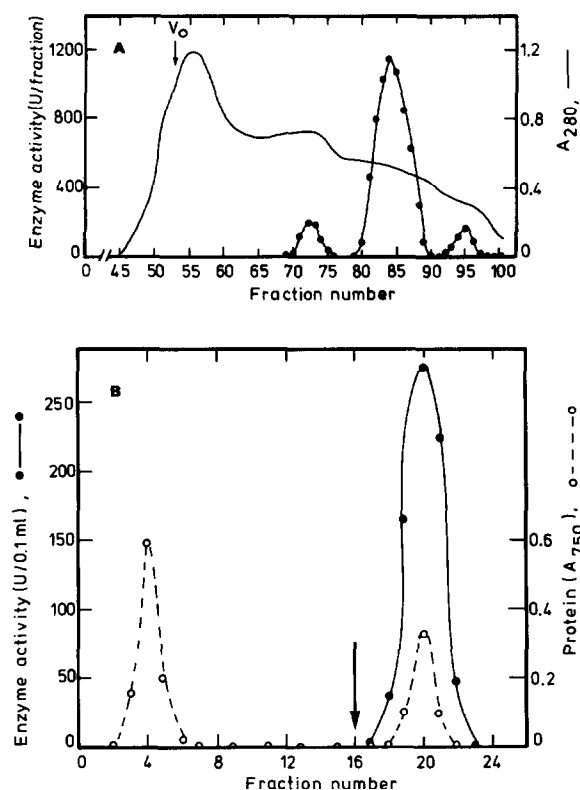 A
V₀
Enzyme activity (U/fraction)
1200
800
400
0
1.2
0.8
0.4
0
A280,
0 45 50 55 60 65 70 75 80 85 90 95 100
Fraction number
B
Enzyme activity (U/0.1 ml),
250
200
150
100
50
0
0.6
0.4
0.2
0
Protein (A750),
0 4 8 12 16 20 24
Fraction number